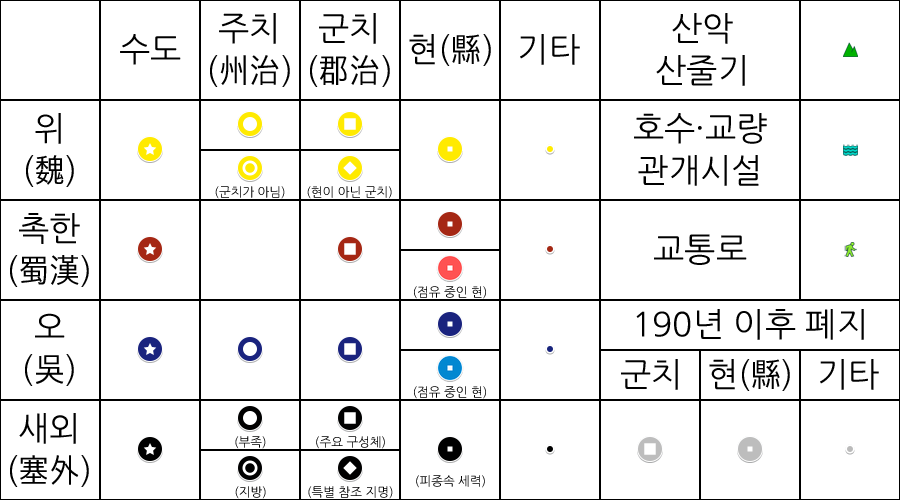 수도
주치
(州治)
군치
(郡治)
현(縣)
기타
산악
산줄기
위
(魏)
(군치가 아님)
(현이 아닌 군치)
호수·교량
관개시설
촉한
(蜀漢)
(점유 중인 현)
교통로
오
(吳)
(점유 중인 현)
190년 이후 폐지
군치
현(縣)
기타
새외
(塞外)
(부족)
(지방)
(주요 구성체)
(특별 참조 지명)
(피종속 세력)